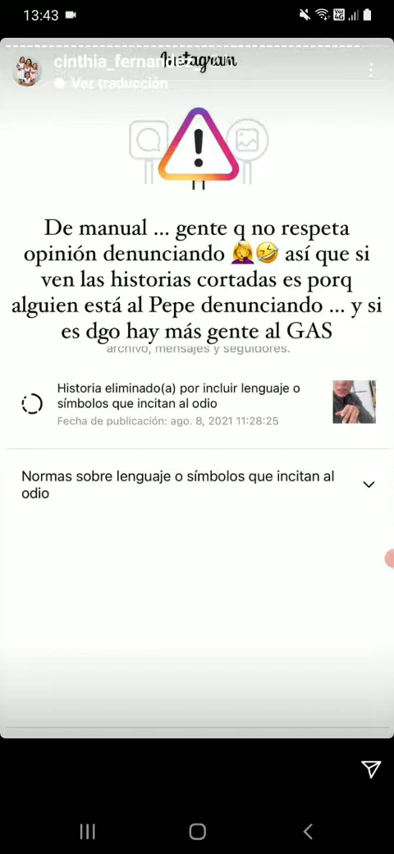 13:43
Instagram
cinthia_fernande
Ver traducción
De manual ... gente q no respeta
opinión denunciando 🤦‍♀️🤣 así que si
ven las historias cortadas es porq
alguien está al Pepe denunciando ... y si
es dgo hay más gente al GAS
archivo, mensajes y seguidores.
Historia eliminado(a) por incluir lenguaje o
símbolos que incitan al odio
Fecha de publicación: ago. 8, 2021 11:28:25
Normas sobre lenguaje o símbolos que incitan al
odio